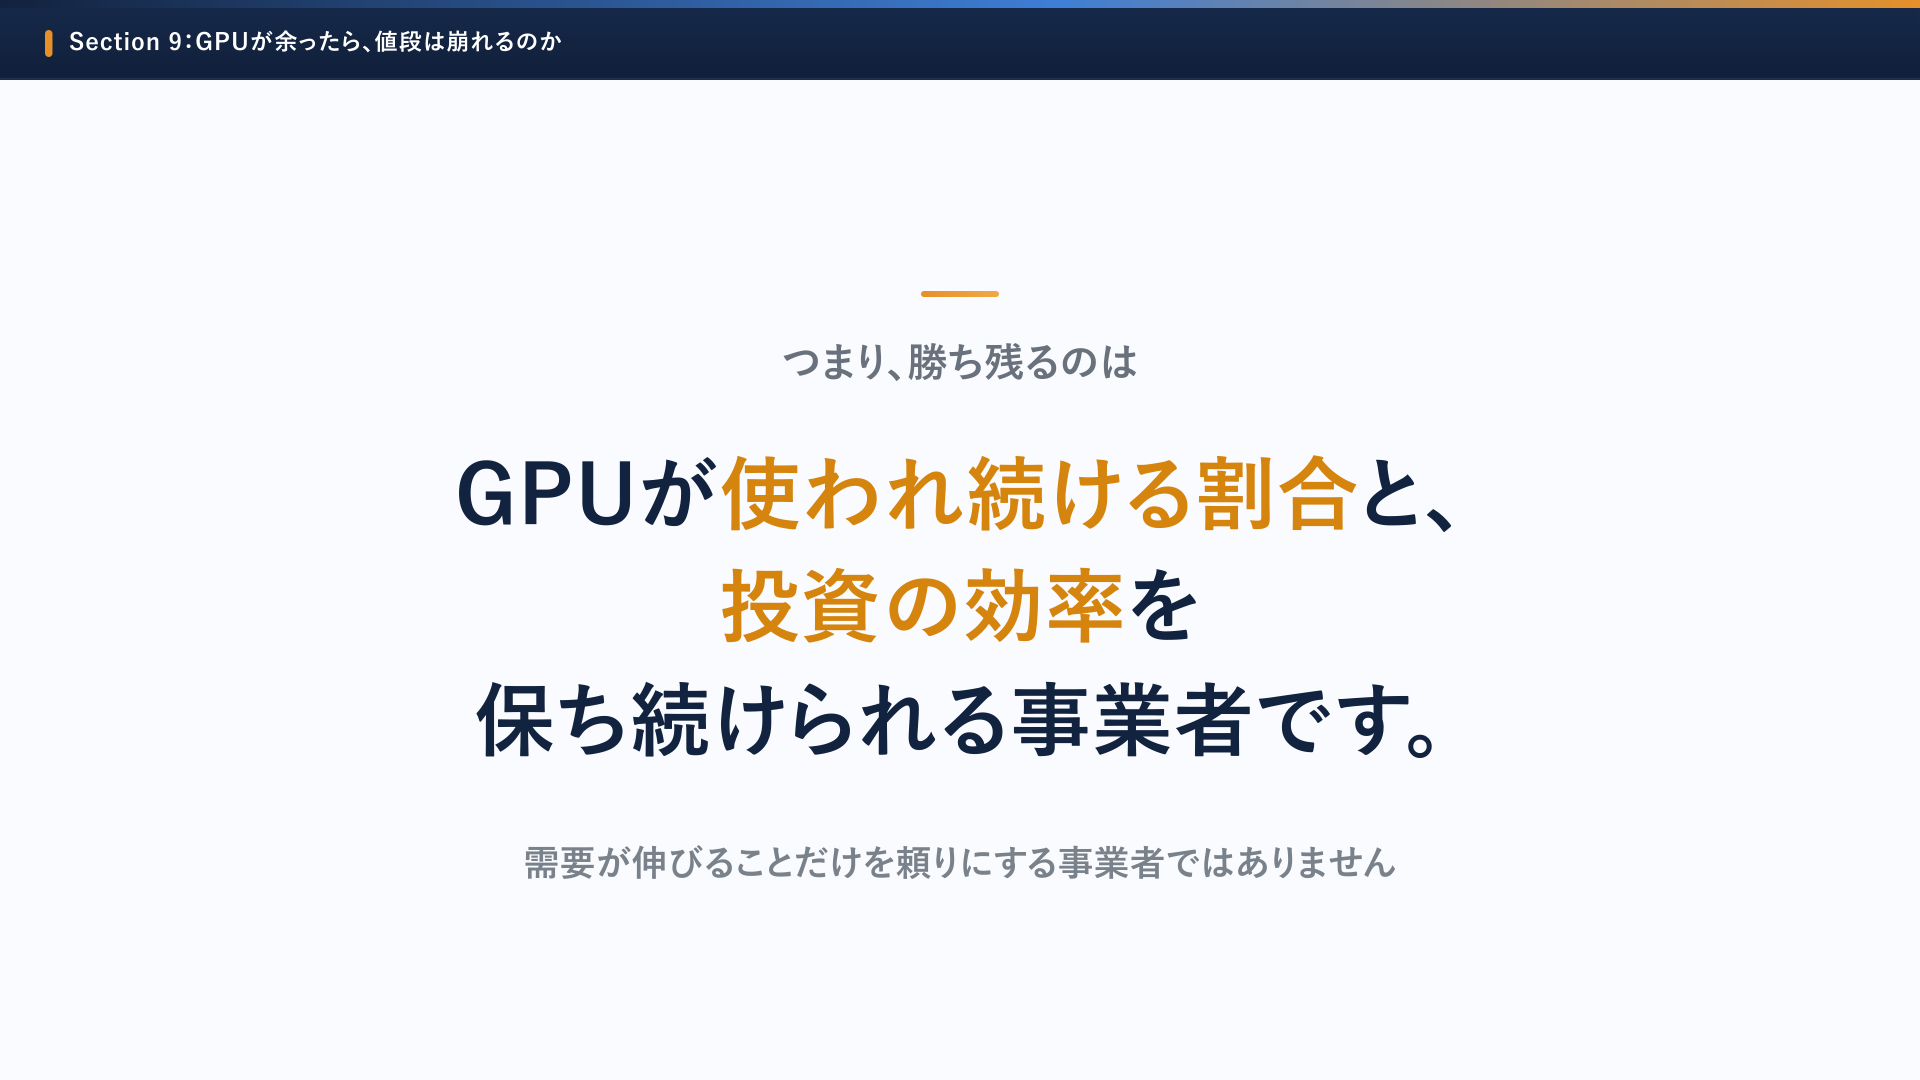 Section 9：GPUが余ったら、値段は崩れるのか
つまり、勝ち残るのは
GPUが使われ続ける割合と、
投資の効率を
保ち続けられる事業者です。
需要が伸びることだけを頼りにする事業者ではありません